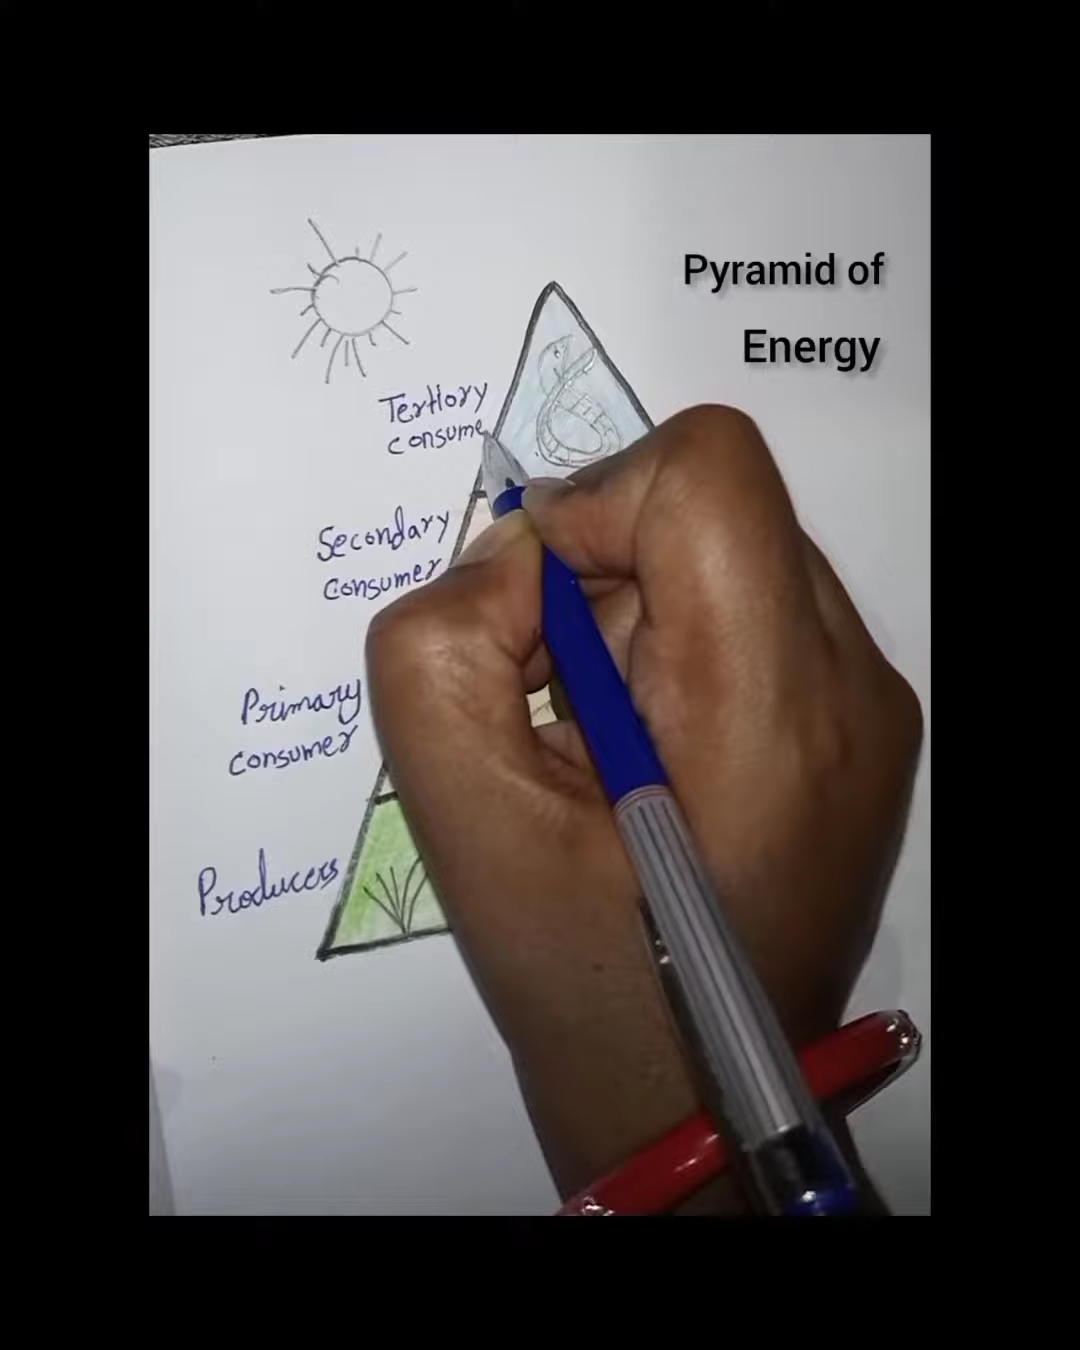 Pyramid of
Energy
Tertiory
consume
Secondary
consumer
Primary
consumer
Producers